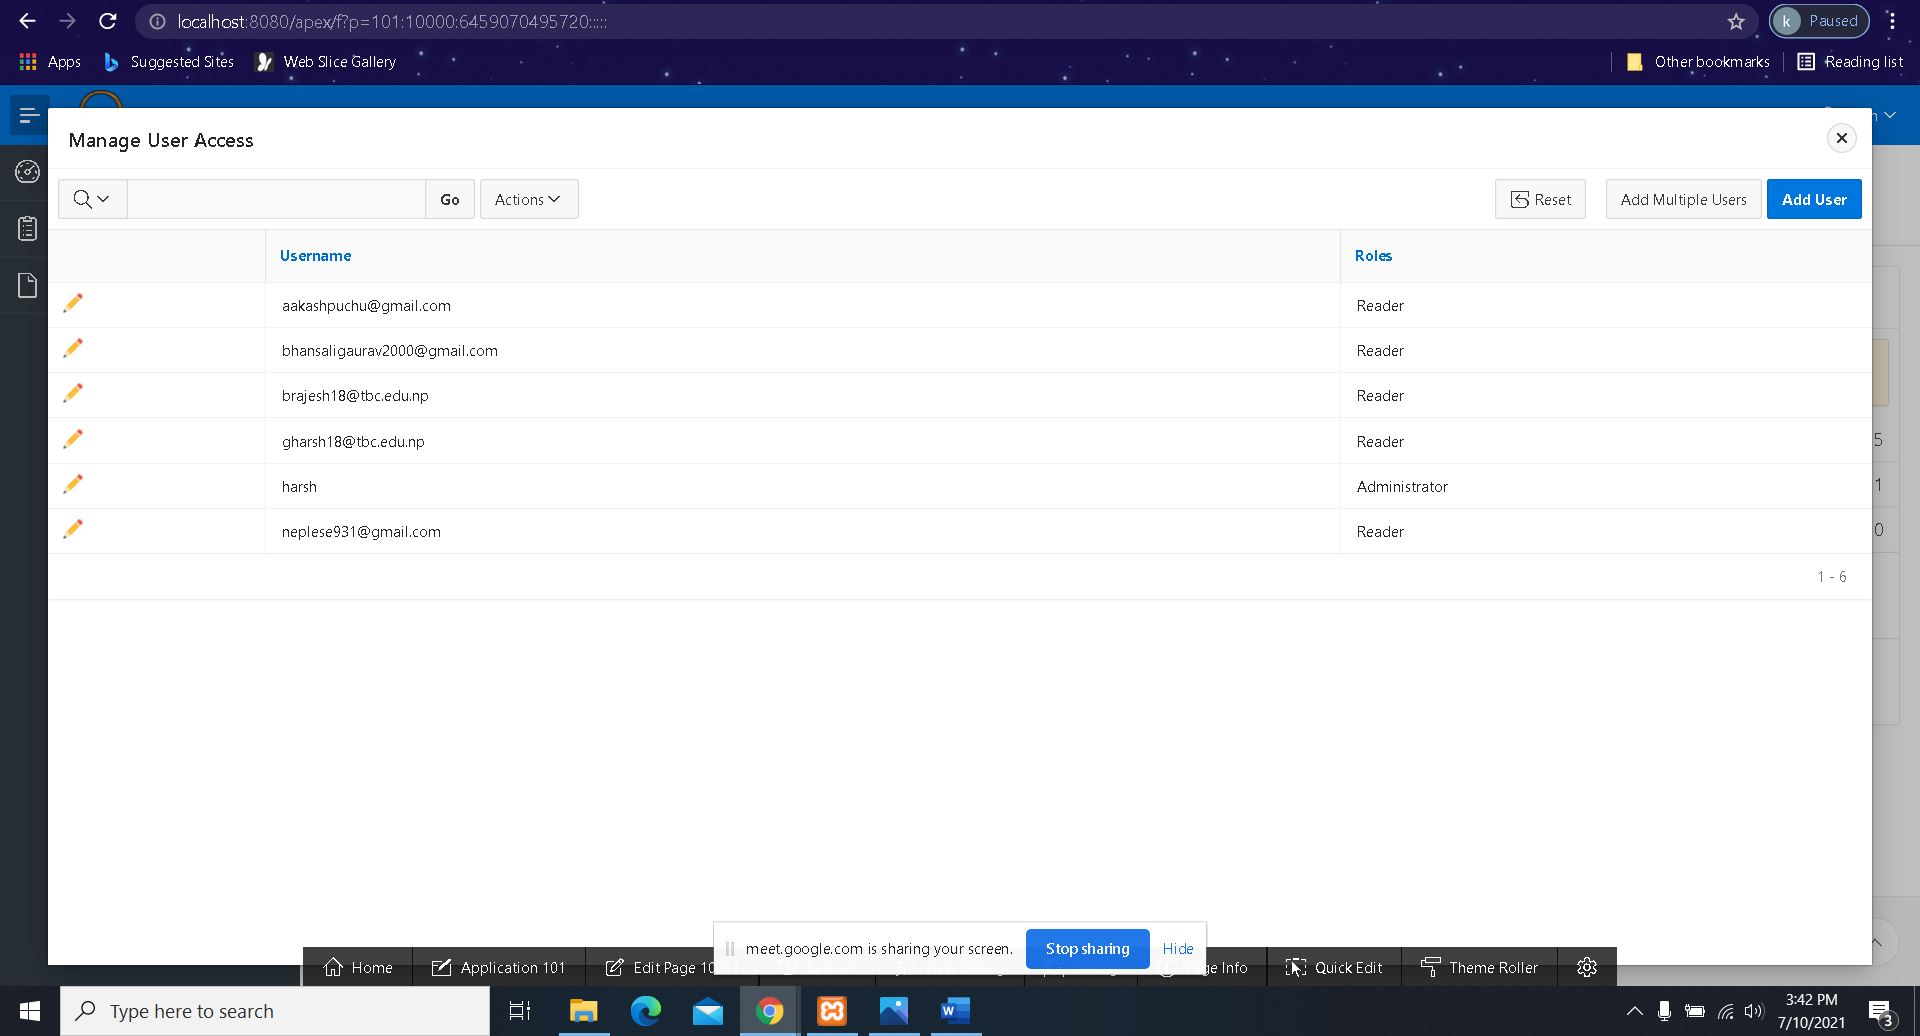 localhost:8080/apex/f?p=101:10000:6459070495720:::::
k Paused
Apps Suggested Sites Web Slice Gallery Other bookmarks Reading list
Manage User Access
Go Actions Reset Add Multiple Users Add User
Username Roles
aakashpuchu@gmail.com Reader
bhansaligaurav2000@gmail.com Reader
brajesh18@tbc.edu.np Reader
gharsh18@tbc.edu.np Reader
5
harsh Administrator
1
neplese931@gmail.com Reader
0
1 - 6
meet.google.com is sharing your screen. Stop sharing Hide
Home Application 101 Edit Page Page Info Quick Edit Theme Roller
Type here to search
3:42 PM
7/10/2021
3